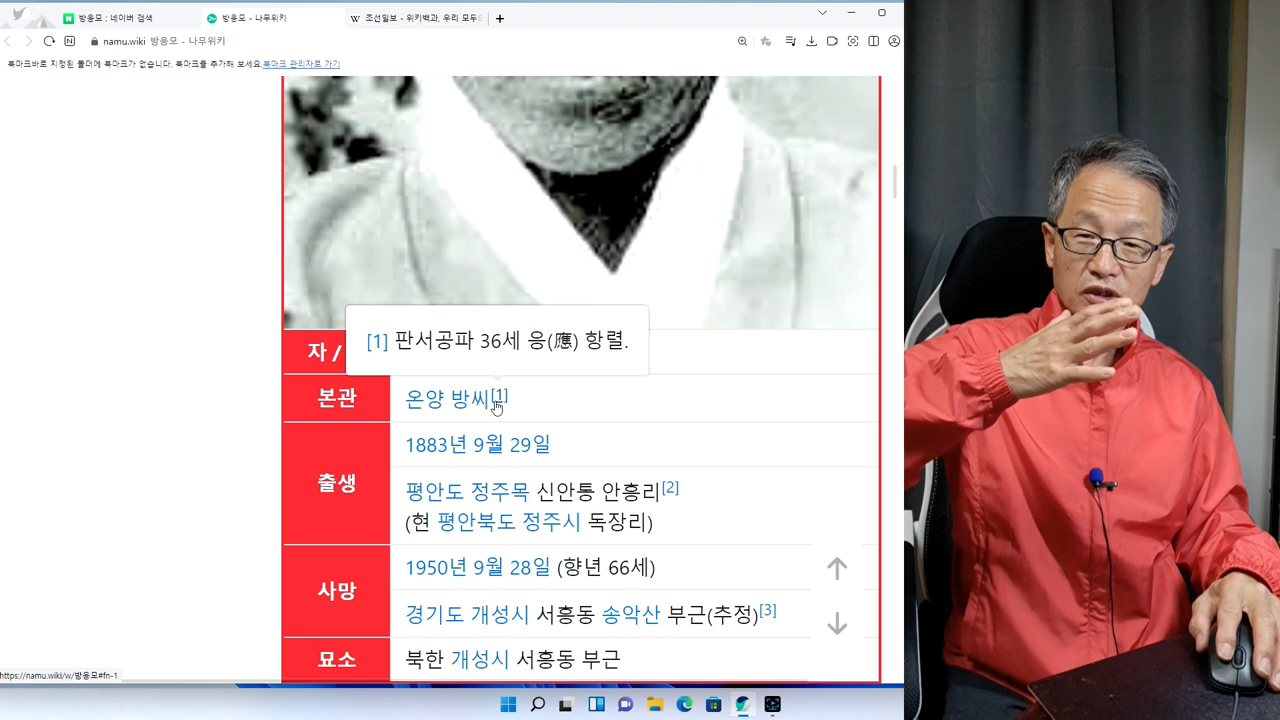 방응모 : 네이버 검색
방응모 - 나무위키
W 조선일보 - 위키백과, 우리 모두의
namu.wiki 방응모 - 나무위키
북마크바로 지정된 폴더에 북마크가 없습니다. 북마크를 추가해 보세요.북마크 관리자로 가기
[1] 판서공파 36세 응(應) 항렬.
자 /
본관
온양 방씨[1]
출생
1883년 9월 29일
평안도 정주목 신안통 안흥리[2]
(현 평안북도 정주시 독장리)
사망
1950년 9월 28일 (향년 66세)
경기도 개성시 서흥동 송악산 부근(추정)[3]
묘소
북한 개성시 서흥동 부근
https://namu.wiki/w/방응모#fn-1